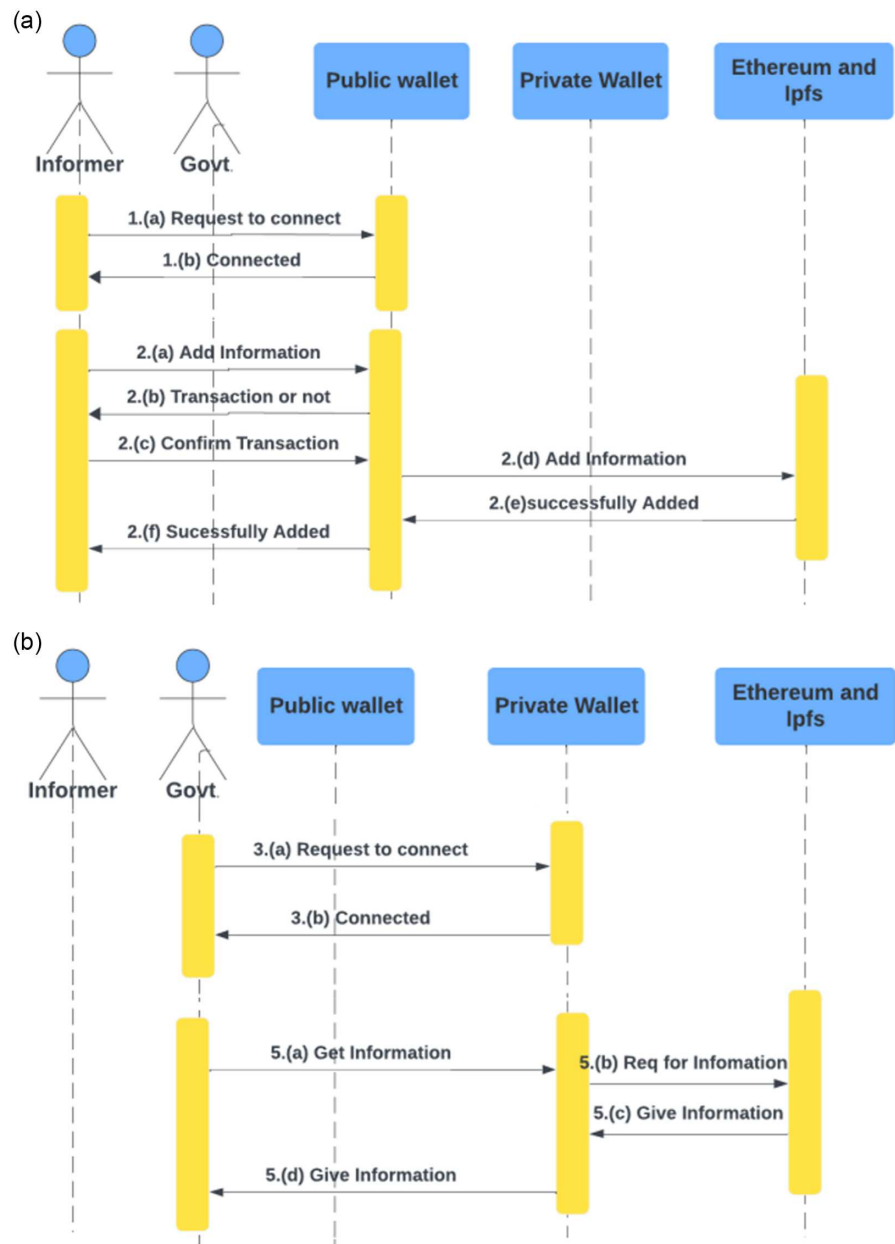 (a)
Public wallet
Private Wallet
Ethereum and
Ipfs
Informer
Govt.
1.(a) Request to connect
1.(b) Connected
2.(a) Add Information
2.(b) Transaction or not
2.(c) Confirm Transaction
2.(d) Add Information
2.(e)successfully Added
2.(f) Sucessfully Added
(b)
Public wallet
Private Wallet
Ethereum and
Ipfs
Informer
Govt.
3.(a) Request to connect
3.(b) Connected
5.(a) Get Information
5.(b) Req for Infomation
5.(c) Give Information
5.(d) Give Information